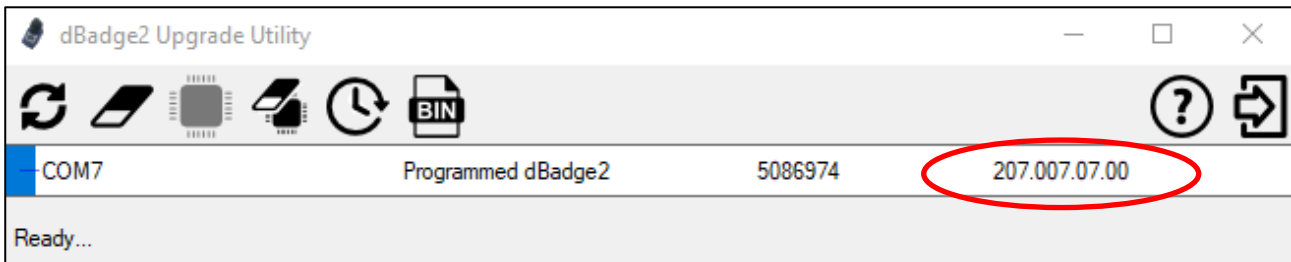 dBadge2 Upgrade Utility
BIN ?
COM7 Programmed dBadge2 5086974 207.007.07.00
Ready...